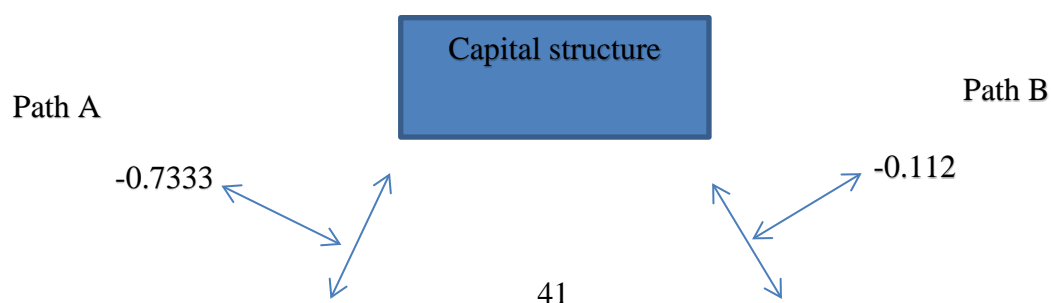 Capital structure
Path A
Path B
-0.7333
-0.112
41